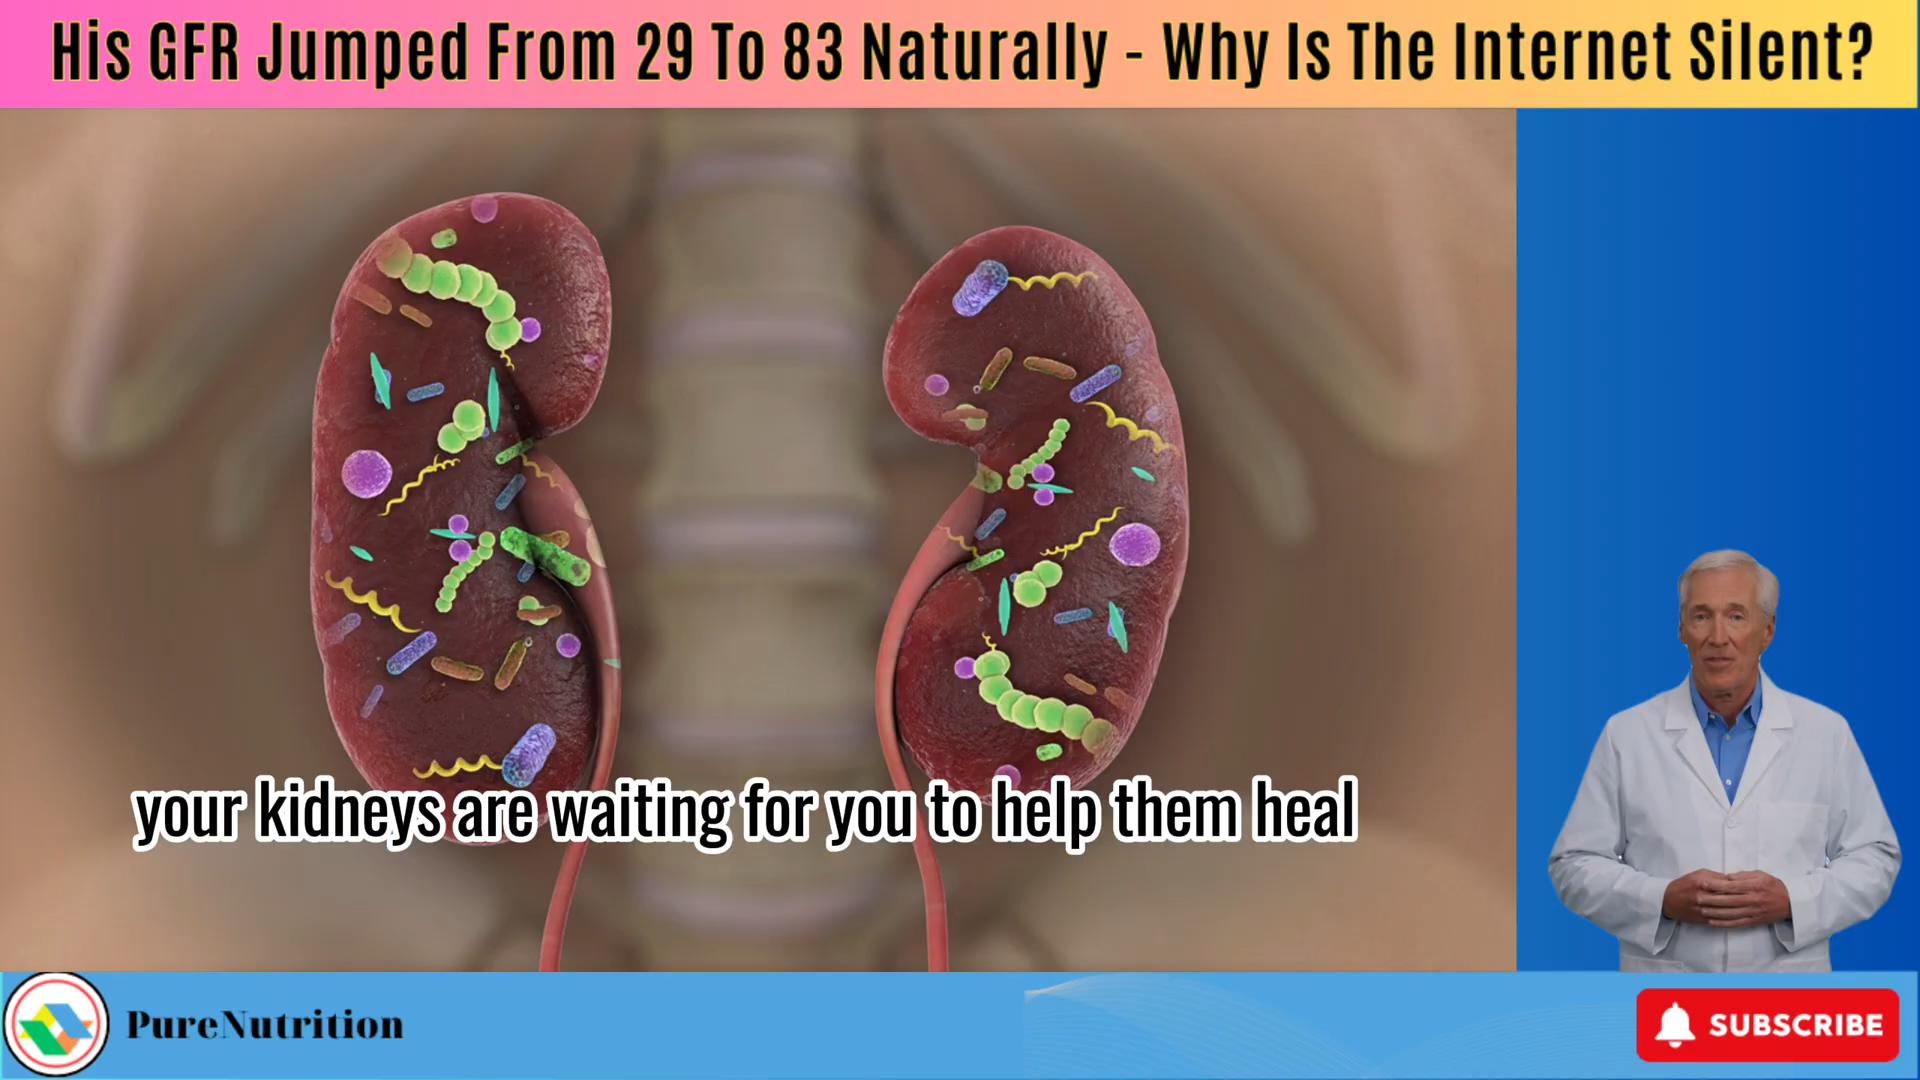 His GFR Jumped From 29 To 83 Naturally - Why Is The Internet Silent?
your kidneys are waiting for you to help them heal
PureNutrition
SUBSCRIBE